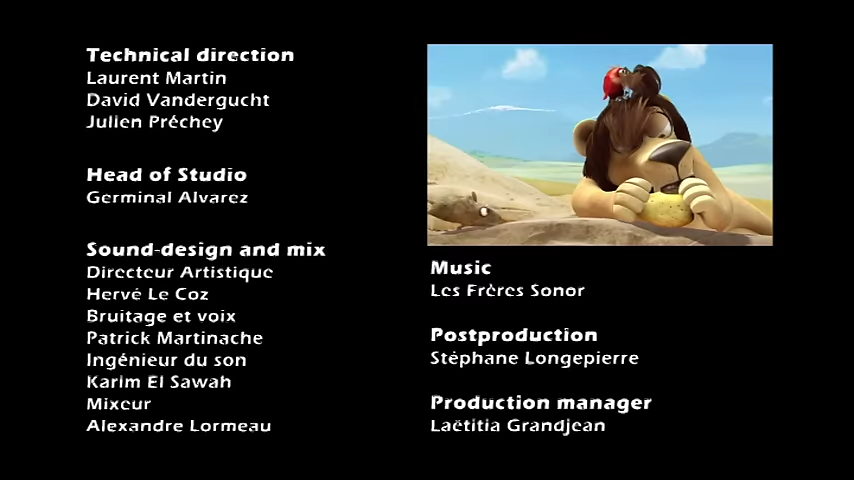 Technical direction
Laurent Martin
David Vandergucht
Julien Préchey
Head of Studio
Germinal Alvarez
Sound-design and mix
Directeur Artistique
Hervé Le Coz
Bruitage et voix
Patrick Martinache
Ingénieur du son
Karim El Sawah
Mixeur
Alexandre Lormeau
Music
Les Frères Sonor
Postproduction
Stéphane Longepierre
Production manager
Laëtitia Grandjean